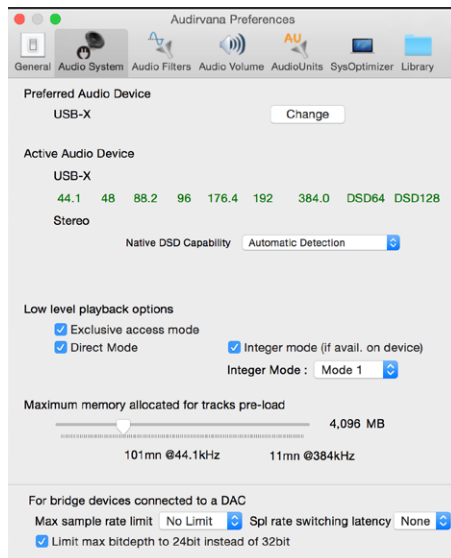 Audirvana Preferences
AU
General Audio System Audio Filters Audio Volume AudioUnits SysOptimizer Library
Preferred Audio Device
USB-X Change
Active Audio Device
USB-X
44.1 48 88.2 96 176.4 192 384.0 DSD64 DSD128
Stereo
Native DSD Capability Automatic Detection
Low level playback options
Exclusive access mode
Direct Mode Integer mode (if avail. on device)
Integer Mode : Mode 1
Maximum memory allocated for tracks pre-load
4,096 MB
101mn @44.1kHz 11mn @384kHz
For bridge devices connected to a DAC
Max sample rate limit No Limit Spl rate switching latency None
Limit max bitdepth to 24bit instead of 32bit